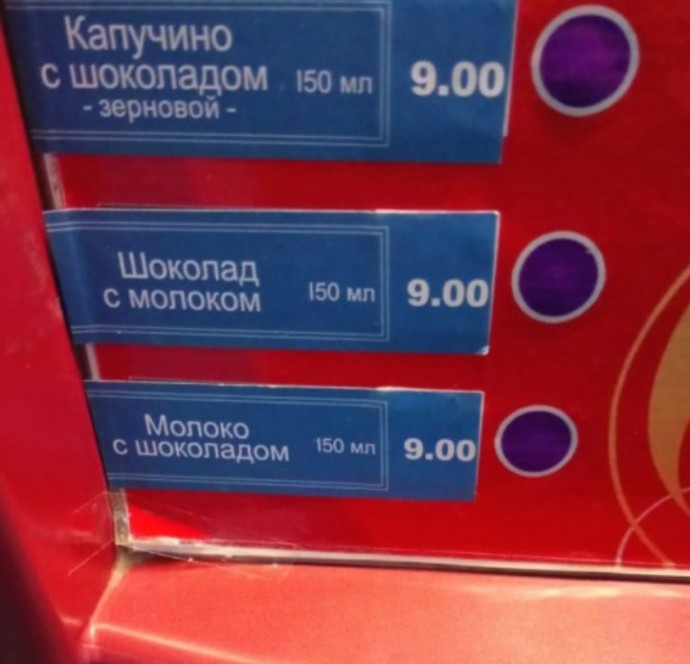 Капучино
с шоколадом 150 мл 9.00
- зерновой -
Шоколад
с молоком 150 мл 9.00
Молоко
с шоколадом 150 мл 9.00